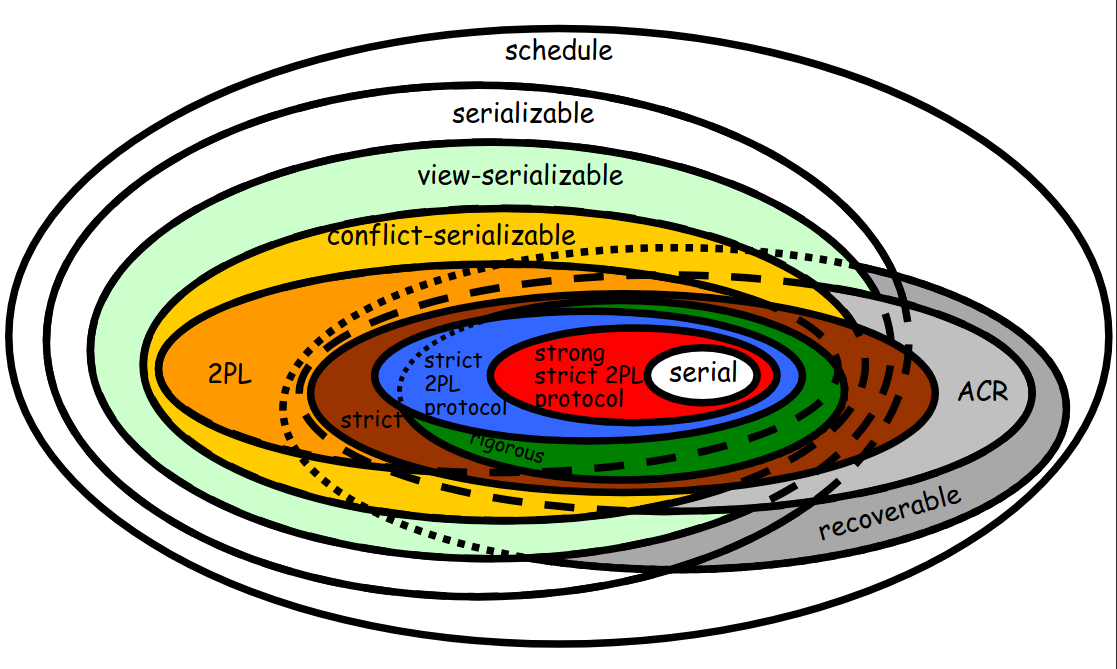 schedule
serializable
view-serializable
conflict-serializable
2PL
strict
strict
2PL
protocol
rigorous
strong
strict 2PL
protocol
serial
ACR
recoverable